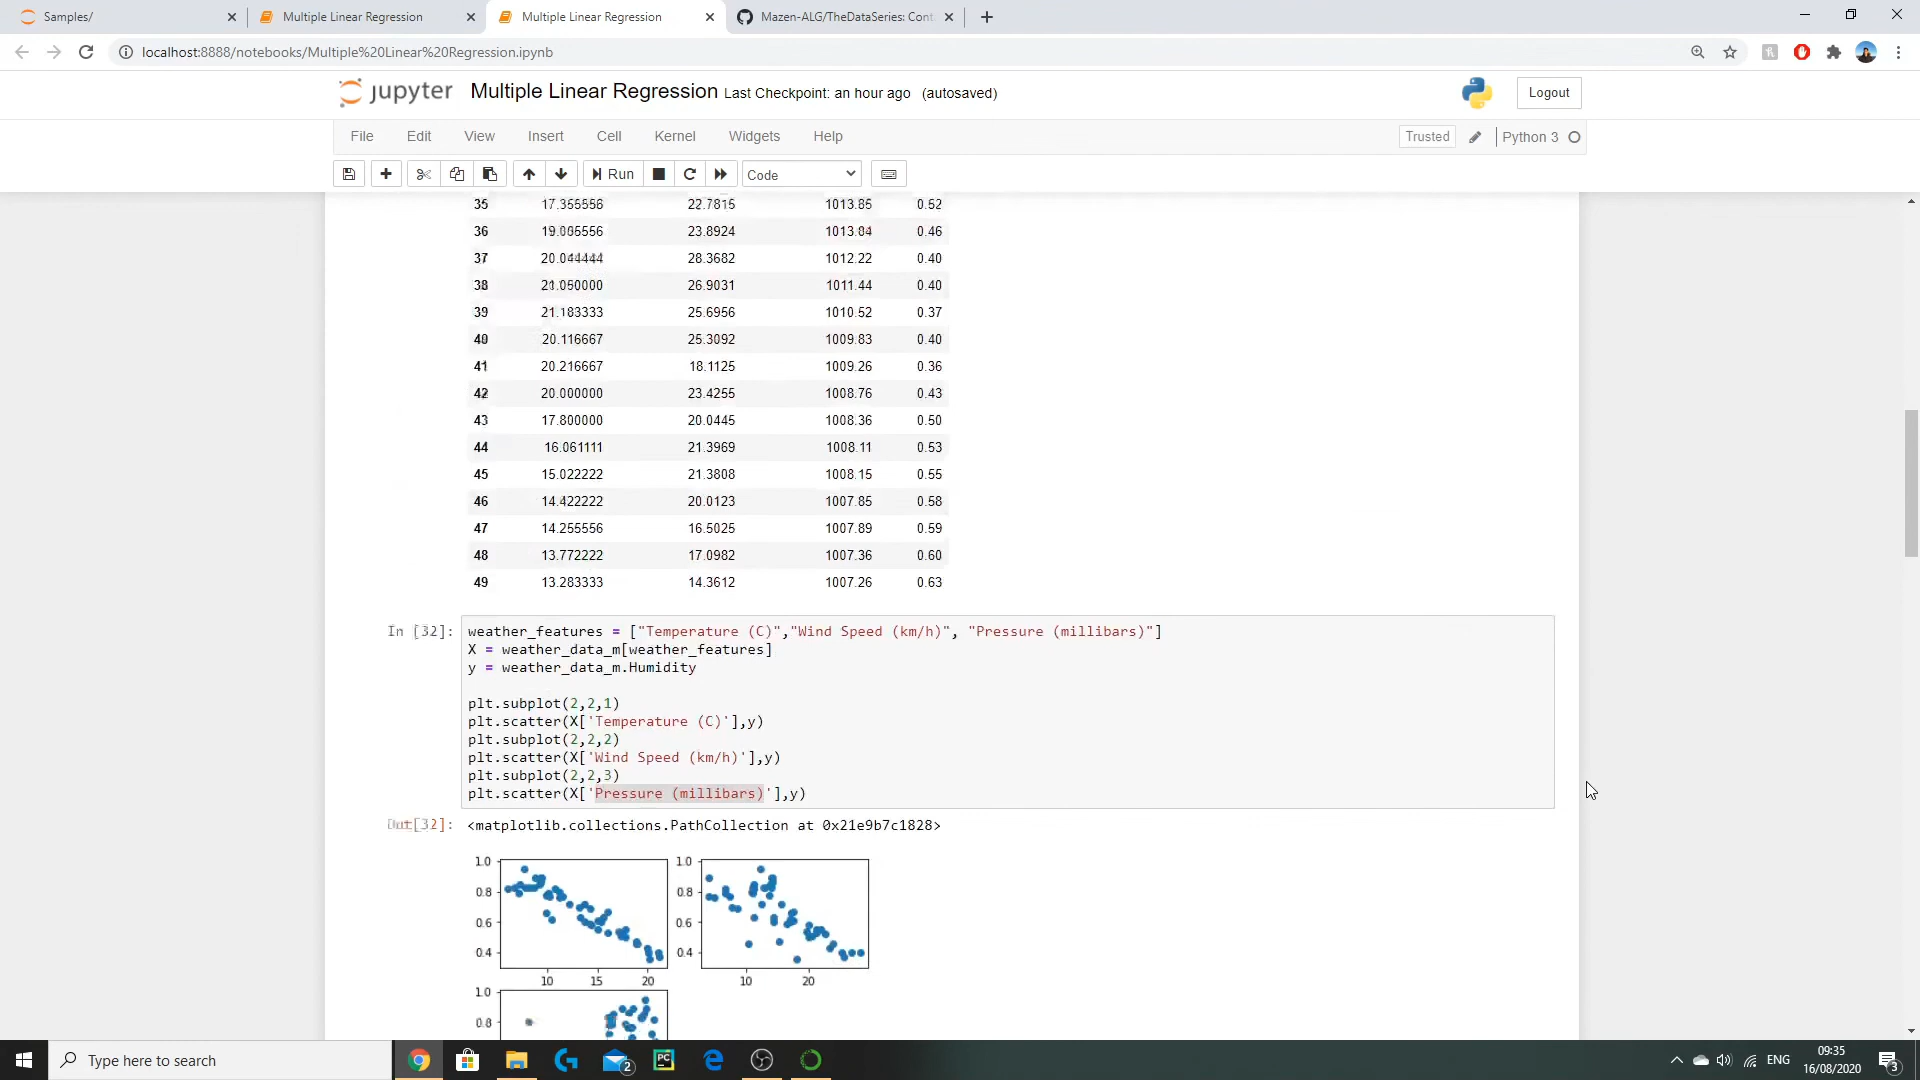 Samples/
Multiple Linear Regression
Multiple Linear Regression
Mazen-ALG/TheDataSeries: Cont
localhost:8888/notebooks/Multiple%20Linear%20Regression.ipynb
jupyter Multiple Linear Regression Last Checkpoint: an hour ago (autosaved)
Logout
File Edit View Insert Cell Kernel Widgets Help
Trusted
Python 3
Run
Code
35 17.355556 22.7815 1013.85 0.52
36 19.005556 23.8924 1013.04 0.46
37 20.044444 28.3682 1012.22 0.40
38 21.050000 26.9031 1011.44 0.40
39 21.183333 25.6956 1010.52 0.37
40 20.116667 25.3092 1009.83 0.40
41 20.216667 18.1125 1009.26 0.36
42 20.000000 23.4255 1008.76 0.43
43 17.800000 20.0445 1008.36 0.50
44 16.061111 21.3969 1008.11 0.53
45 15.022222 21.3808 1008.15 0.55
46 14.422222 20.0123 1007.85 0.58
47 14.255556 16.5025 1007.89 0.59
48 13.772222 17.0982 1007.36 0.60
49 13.283333 14.3612 1007.26 0.63
In [32]: weather_features = ["Temperature (C)","Wind Speed (km/h)", "Pressure (millibars)"]
X = weather_data_m[weather_features]
y = weather_data_m.Humidity
plt.subplot(2,2,1)
plt.scatter(X['Temperature (C)'],y)
plt.subplot(2,2,2)
plt.scatter(X['Wind Speed (km/h)'],y)
plt.subplot(2,2,3)
plt.scatter(X['Pressure (millibars)'],y)
Out[32]: <matplotlib.collections.PathCollection at 0x21e9b7c1828>
1.0 1.0
0.8 0.8
0.6 0.6
0.4 0.4
10 15 20 10 20
1.0
0.8
Type here to search
PC
2
ENG
09:35
16/08/2020
3